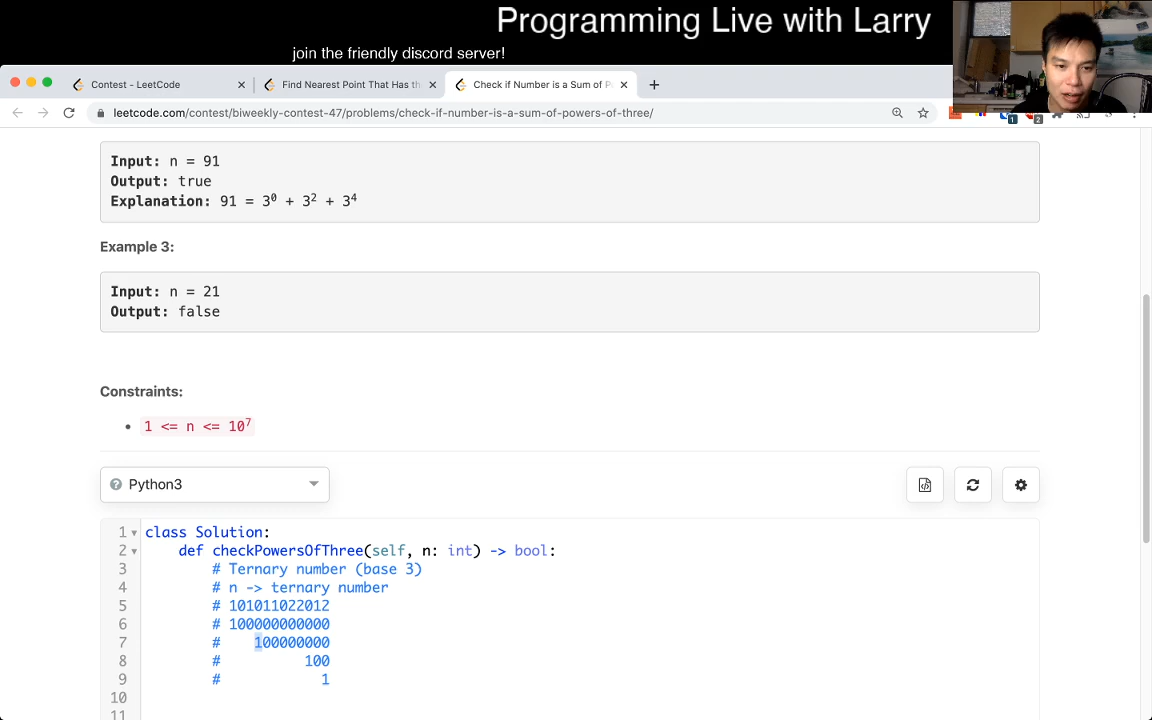 Programming Live with Larry
join the friendly discord server!
Contest - LeetCode
Find Nearest Point That Has th
Check if Number is a Sum of P
leetcode.com/contest/biweekly-contest-47/problems/check-if-number-is-a-sum-of-powers-of-three/
Input: n = 91
Output: true
Explanation: 91 = 3⁰ + 3² + 3⁴
Example 3:
Input: n = 21
Output: false
Constraints:
1 <= n <= 10⁷
Python3
1 class Solution:
2 def checkPowersOfThree(self, n: int) -> bool:
3 # Ternary number (base 3)
4 # n -> ternary number
5 # 101011022012
6 # 100000000000
7 # 100000000
8 # 100
9 # 1
10
11